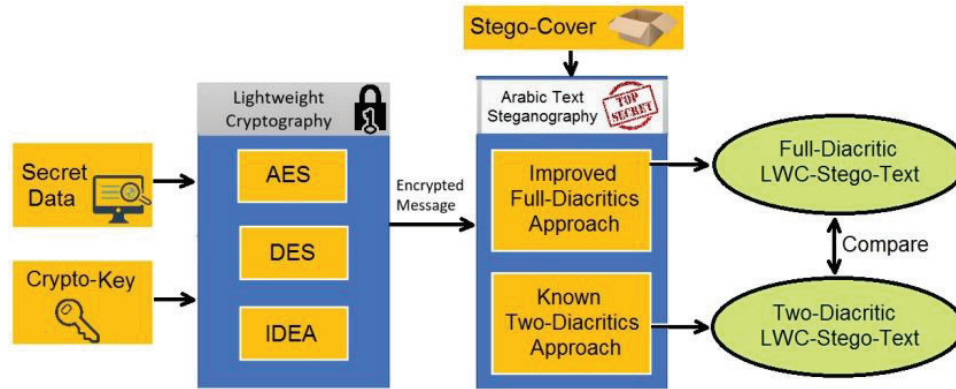 Stego-Cover
Lightweight
Cryptography
Arabic Text
Steganography
TOP
SECRET
Secret
Data
Crypto-Key
AES
DES
IDEA
Encrypted
Message
Improved
Full-Diacritics
Approach
Known
Two-Diacritics
Approach
Full-Diacritic
LWC-Stego-Text
Compare
Two-Diacritic
LWC-Stego-Text